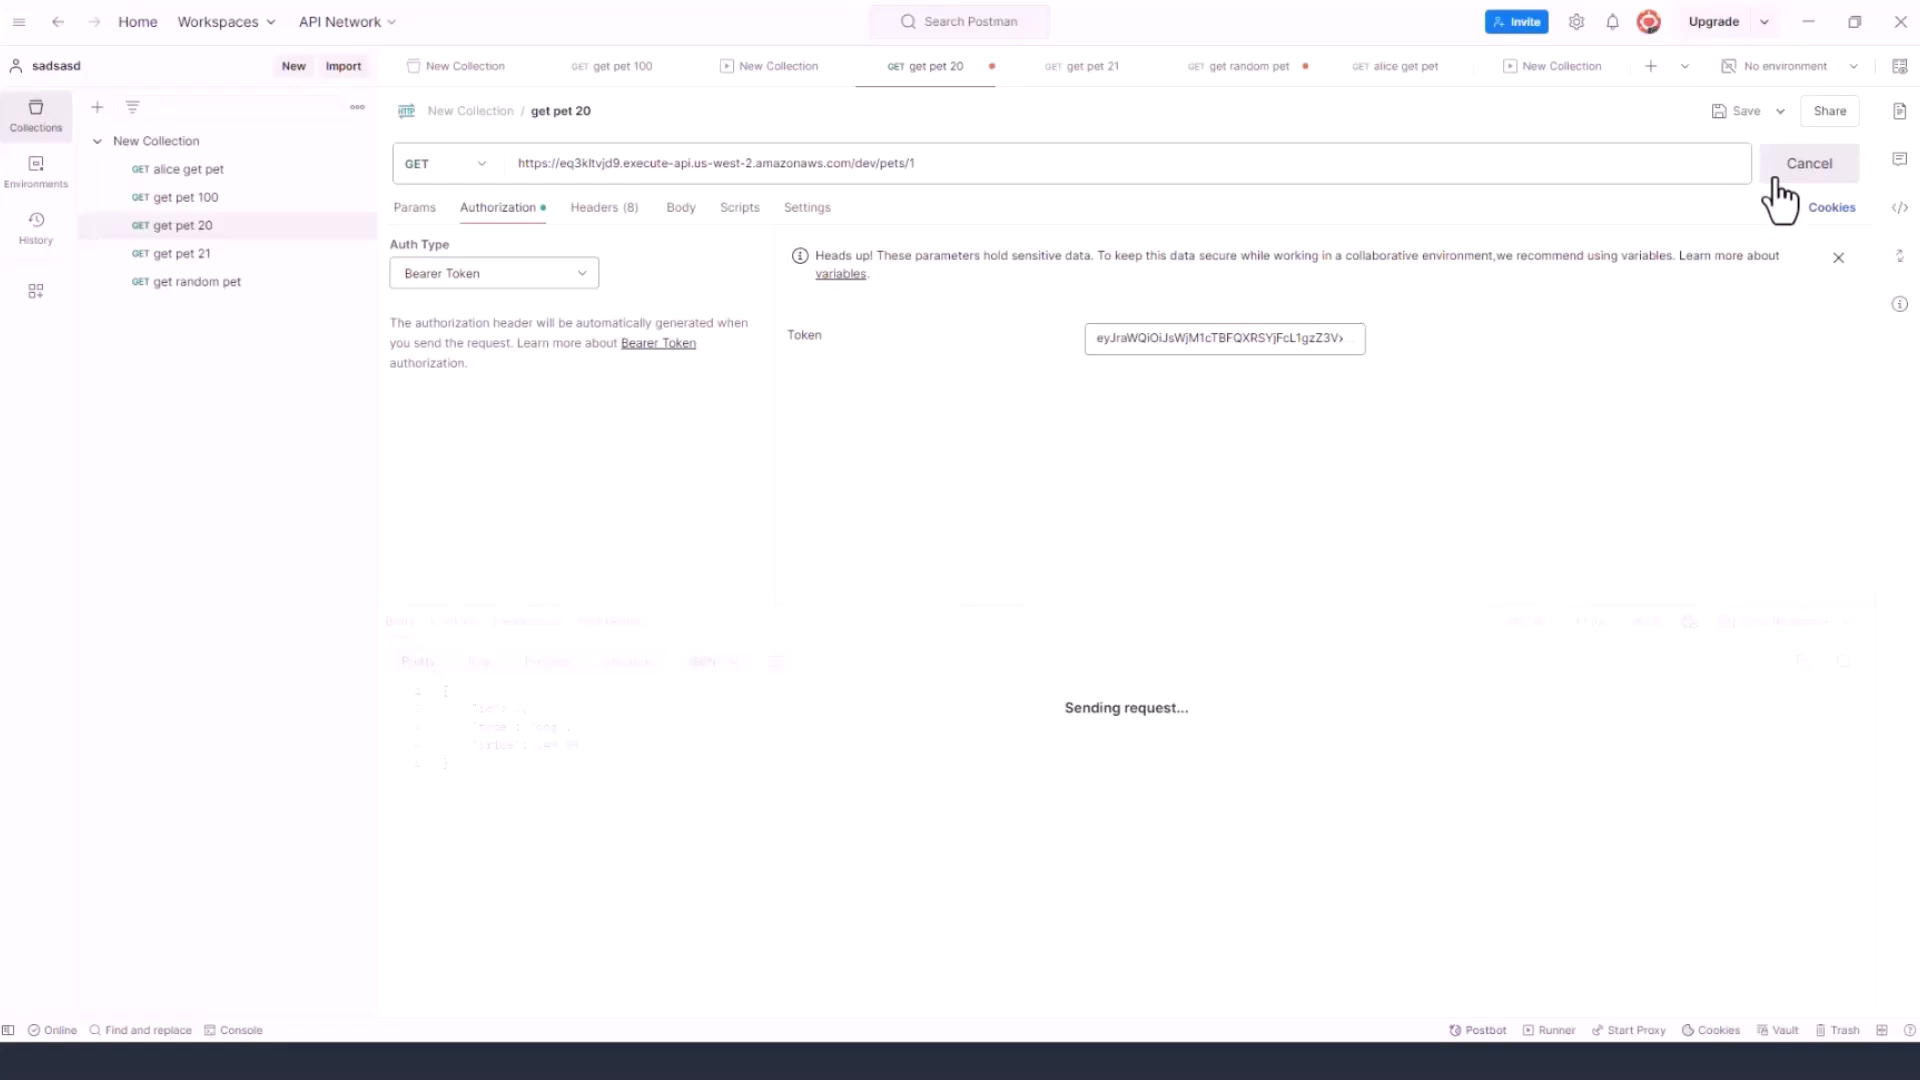 Home Workspaces API Network Search Postman Invite Upgrade
sadsasd New Import New Collection GET get pet 100 New Collection GET get pet 20 GET get pet 21 GET get random pet GET alice get pet New Collection No environment
New Collection / get pet 20 Save Share
Collections
New Collection
GET https://eq3kltvjd9.execute-api.us-west-2.amazonaws.com/dev/pets/1 Cancel
GET alice get pet
Environments
GET get pet 100
Params Authorization Headers (8) Body Scripts Settings Cookies
GET get pet 20
History
GET get pet 21
GET get random pet
Auth Type
Bearer Token
The authorization header will be automatically generated when
you send the request. Learn more about Bearer Token
authorization.
Heads up! These parameters hold sensitive data. To keep this data secure while working in a collaborative environment,we recommend using variables. Learn more about
variables.
Token eyJraWQiOiJsWjM1cTBFQXRSYjFcL1gzZ3V
Body
Pretty JSON
Sending request...
Online Find and replace Console Postbot Runner Start Proxy Cookies Vault Trash